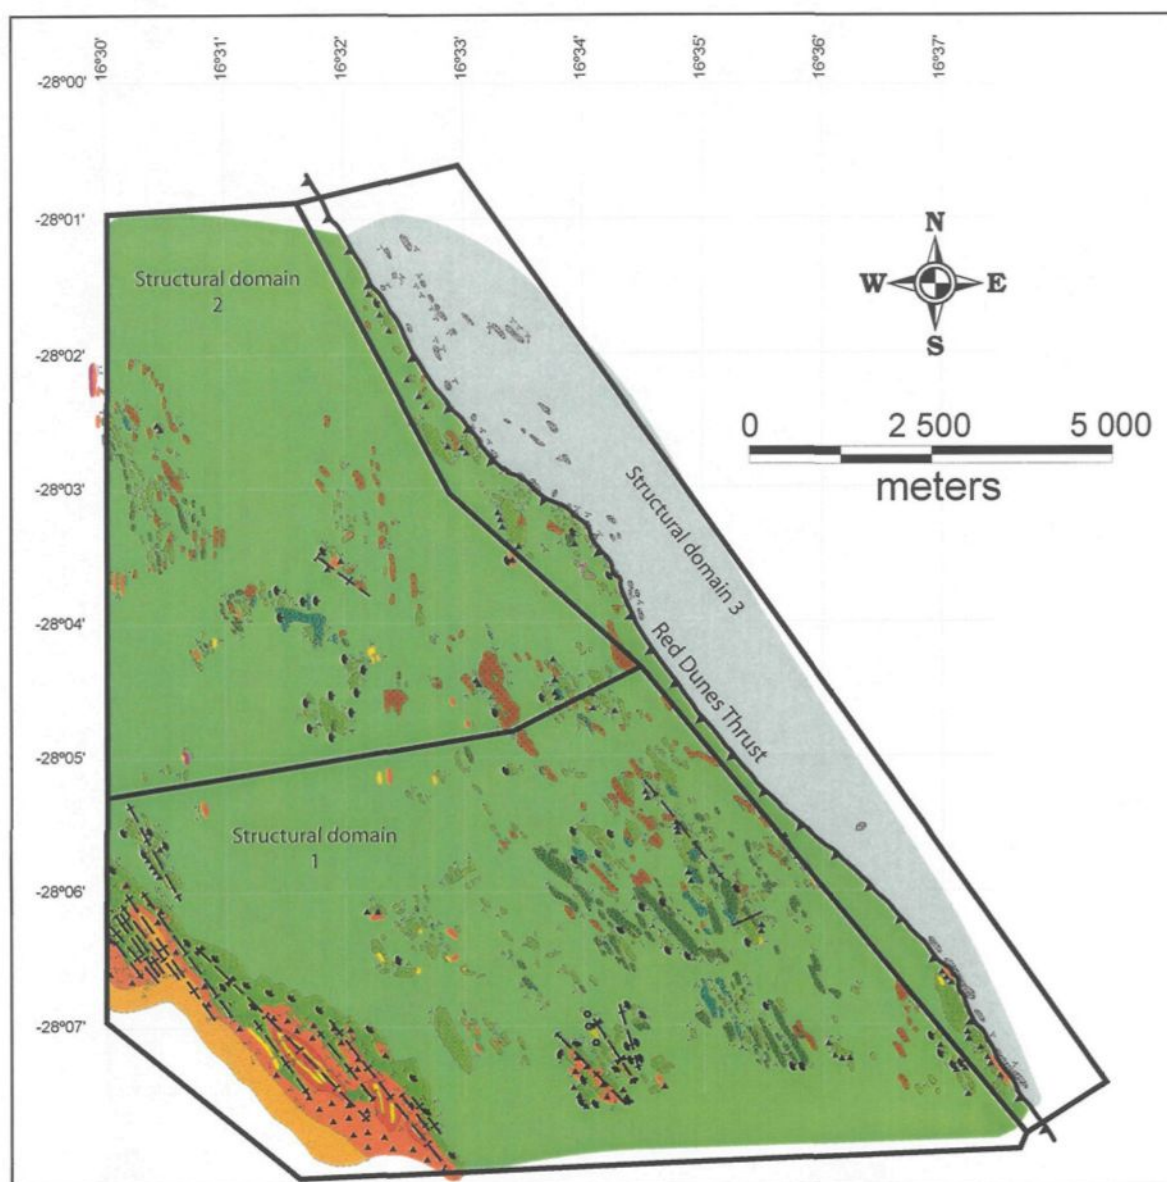 16°30' 16°31' 16°32' 16°33' 16°34' 16°35' 16°36' 16°37'
-28°00'
-28°01'
-28°02'
-28°03'
-28°04'
-28°05'
-28°06'
-28°07'
N
W E
S
0 2 500 5 000
meters
Structural domain
2
Structural domain 3
Red Dunes Thrust
Structural domain
1